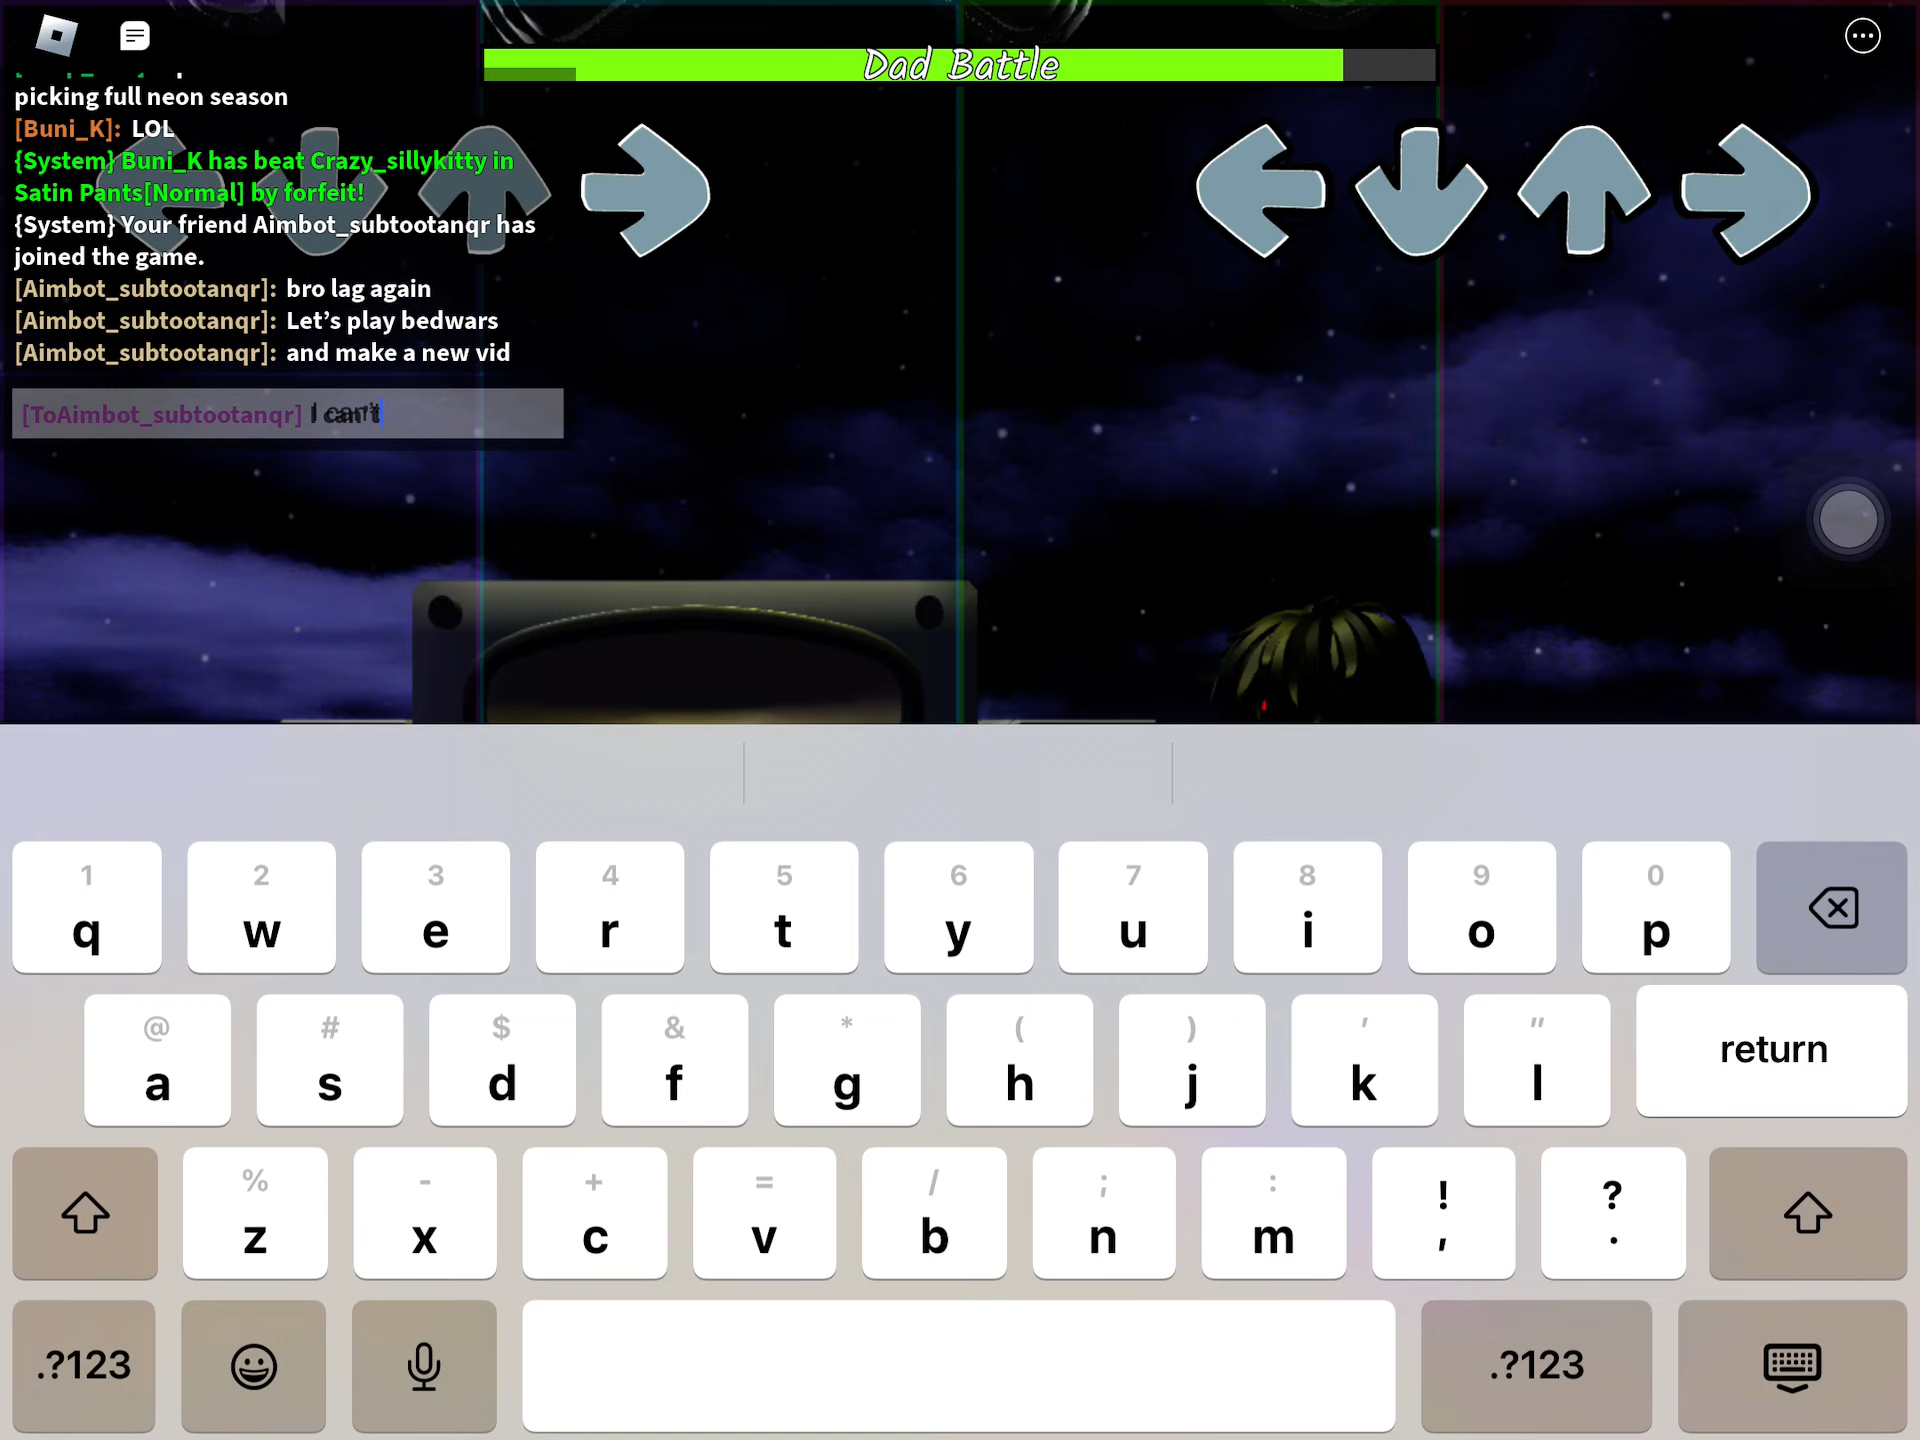 Dad Battle
picking full neon season
[Buni_K]: LOL
{System} Buni_K has beat Crazy_sillykitty in
Satin Pants[Normal] by forfeit!
{System} Your friend Aimbot_subtootanqr has
joined the game.
[Aimbot_subtootanqr]: bro lag again
[Aimbot_subtootanqr]: Let’s play bedwars
[Aimbot_subtootanqr]: and make a new vid
[ToAimbot_subtootanqr] I can't
1 2 3 4 5 6 7 8 9 0
q w e r t y u i o p
@ # $ & * ( ) ' "
a s d f g h j k l return
% - + = / ; : ! ?
z x c v b n m , .
.?123 .?123